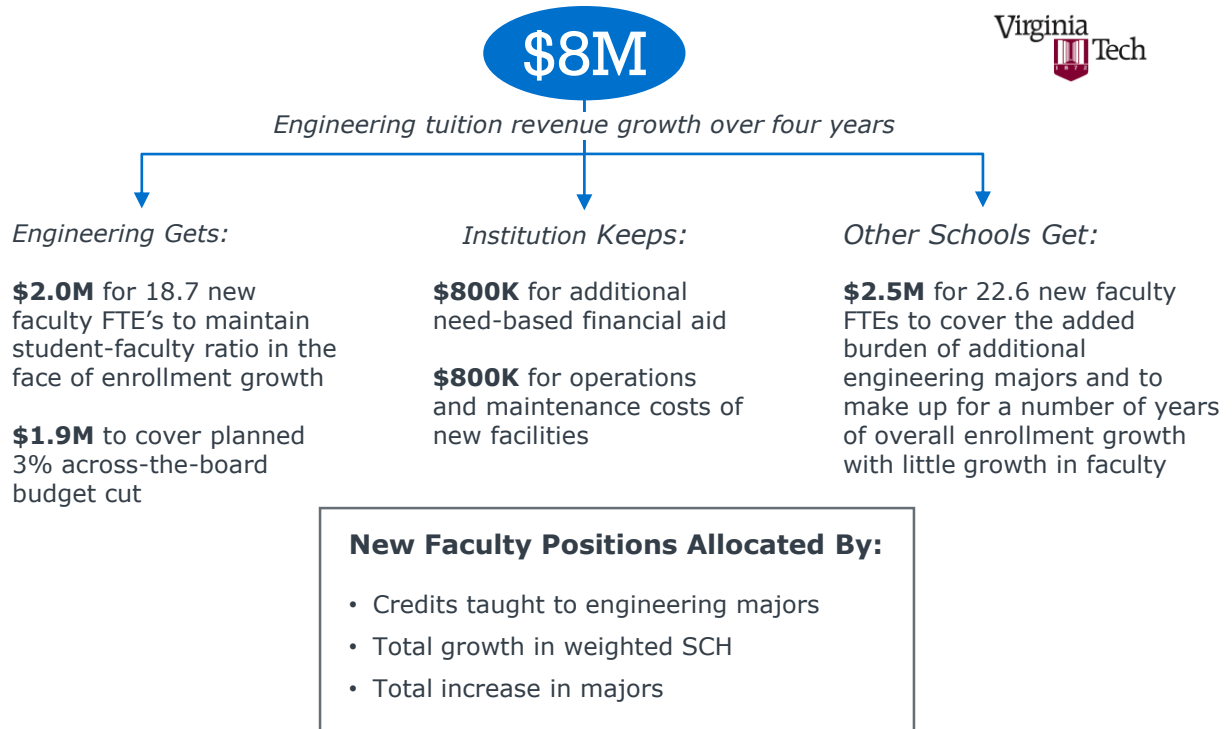 $8M
Virginia
Tech
1872
Engineering tuition revenue growth over four years
Engineering Gets:
$2.0M for 18.7 new
faculty FTE's to maintain
student-faculty ratio in the
face of enrollment growth
$1.9M to cover planned
3% across-the-board
budget cut
Institution Keeps:
$800K for additional
need-based financial aid
$800K for operations
and maintenance costs of
new facilities
Other Schools Get:
$2.5M for 22.6 new faculty
FTEs to cover the added
burden of additional
engineering majors and to
make up for a number of years
of overall enrollment growth
with little growth in faculty
New Faculty Positions Allocated By:
• Credits taught to engineering majors
• Total growth in weighted SCH
• Total increase in majors